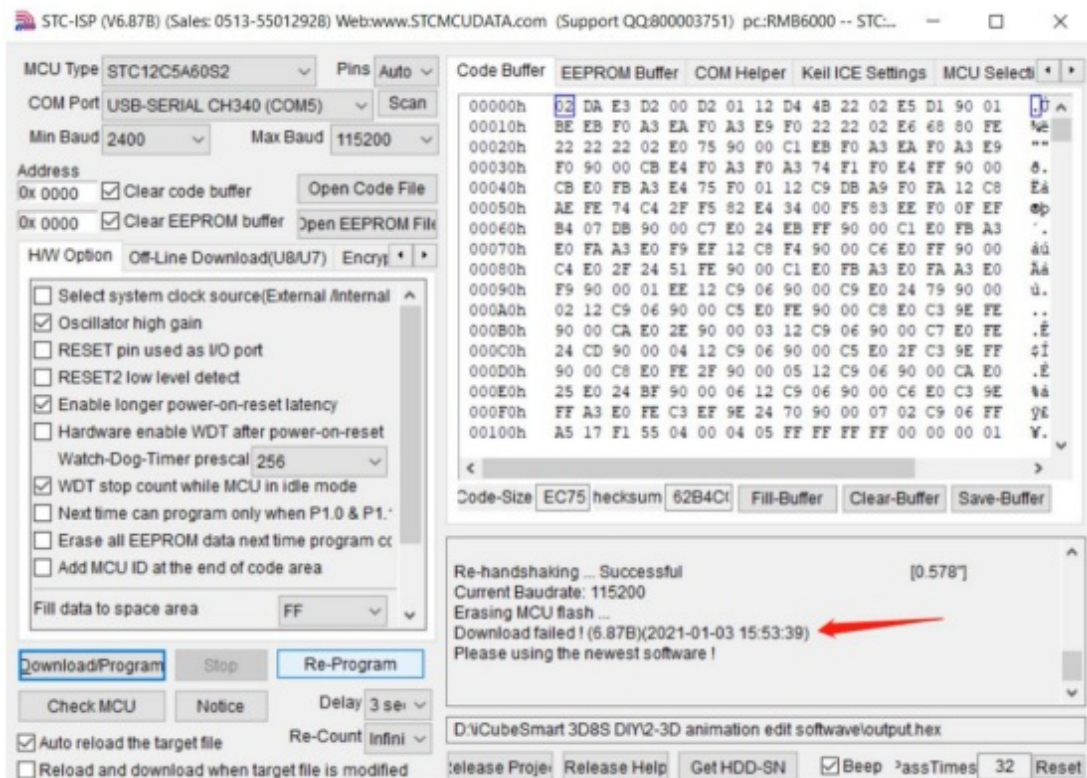 STC-ISP (V6.87B) (Sales: 0513-55012928) Web:www.STCMCUDATA.com (Support QQ:800003751) pc.:RMB6000 -- STC:...
MCU Type STC12C5A60S2 Pins Auto
COM Port USB-SERIAL CH340 (COM5) Scan
Min Baud 2400 Max Baud 115200
Address
0x 0000 Clear code buffer Open Code File
0x 0000 Clear EEPROM buffer Open EEPROM File
H/W Option Off-Line Download(U8/U7) Encryp
Select system clock source(External /Internal
Oscillator high gain
RESET pin used as I/O port
RESET2 low level detect
Enable longer power-on-reset latency
Hardware enable WDT after power-on-reset
Watch-Dog-Timer prescal 256
WDT stop count while MCU in idle mode
Next time can program only when P1.0 & P1.
Erase all EEPROM data next time program co
Add MCU ID at the end of code area
Fill data to space area FF
Download/Program Stop Re-Program
Check MCU Notice Delay 3 se
Auto reload the target file Re-Count Infini
Reload and download when target file is modified
Code Buffer EEPROM Buffer COM Helper Keil ICE Settings MCU Selecti
00000h 02 DA E3 D2 00 D2 01 12 D4 4B 22 02 E5 D1 90 01
00010h BE EB F0 A3 EA F0 A3 E9 F0 22 22 02 E6 68 80 FE
00020h 22 22 22 02 E0 75 90 00 C1 EB F0 A3 EA F0 A3 E9
00030h F0 90 00 CB E4 F0 A3 F0 A3 74 F1 F0 E4 FF 90 00
00040h CB E0 FB A3 E4 75 F0 01 12 C9 DB A9 F0 FA 12 C8
00050h AE FE 74 C4 2F F5 82 E4 34 00 F5 83 EE F0 0F EF
00060h B4 07 DB 90 00 C7 E0 24 EB FF 90 00 C1 E0 FB A3
00070h E0 FA A3 E0 F9 EF 12 C8 F4 90 00 C6 E0 FF 90 00
00080h C4 E0 2F 24 51 FE 90 00 C1 E0 FB A3 E0 FA A3 E0
00090h F9 90 00 01 EE 12 C9 06 90 00 C9 E0 24 79 90 00
000A0h 02 12 C9 06 90 00 C5 E0 FE 90 00 C8 E0 C3 9E FE
000B0h 90 00 CA E0 2E 90 00 03 12 C9 06 90 00 C7 E0 FE
000C0h 24 CD 90 00 04 12 C9 06 90 00 C5 E0 2F C3 9E FF
000D0h 90 00 C8 E0 FE 2F 90 00 05 12 C9 06 90 00 CA E0
000E0h 25 E0 24 BF 90 00 06 12 C9 06 90 00 C6 E0 C3 9E
000F0h FF A3 E0 FE C3 EF 9E 24 70 90 00 07 02 C9 06 FF
00100h A5 17 F1 55 04 00 04 05 FF FF FF FF 00 00 00 01
Code-Size EC75 hecksum 62B4C Fill-Buffer Clear-Buffer Save-Buffer
Re-handshaking ... Successful [0.578"]
Current Baudrate: 115200
Erasing MCU flash ...
Download failed ! (6.87B)(2021-01-03 15:53:39)
Please using the newest software !
D:\iCubeSmart 3D8S DIY\2-3D animation edit softwave\output.hex
Release Projec Release Help Get HDD-SN Beep PassTimes 32 Reset